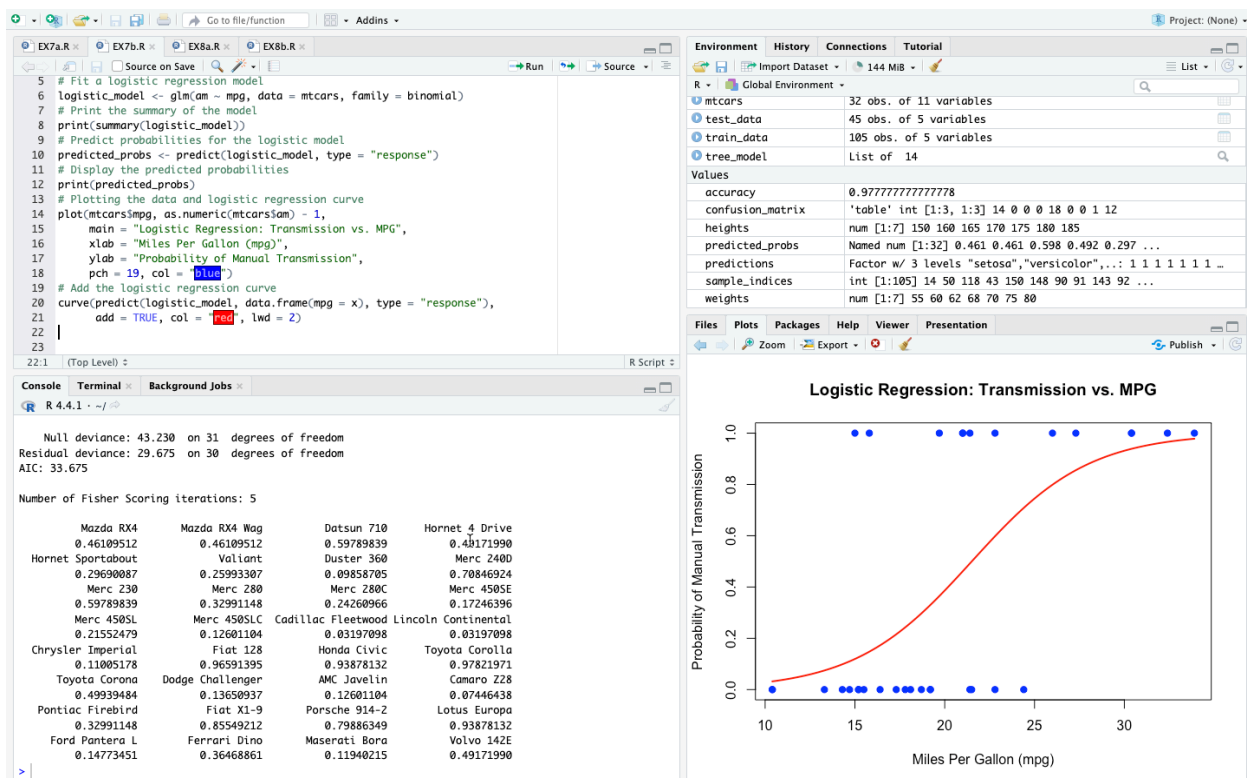 Go to file/function
Addins
Project: (None)
EX7a.R
EX7b.R
EX8a.R
EX8b.R
Source on Save
Run
Source
5 # Fit a logistic regression model
6 logistic_model <- glm(am ~ mpg, data = mtcars, family = binomial)
7 # Print the summary of the model
8 print(summary(logistic_model))
9 # Predict probabilities for the logistic model
10 predicted_probs <- predict(logistic_model, type = "response")
11 # Display the predicted probabilities
12 print(predicted_probs)
13 # Plotting the data and logistic regression curve
14 plot(mtcars$mpg, as.numeric(mtcars$am) - 1,
15 main = "Logistic Regression: Transmission vs. MPG",
16 xlab = "Miles Per Gallon (mpg)",
17 ylab = "Probability of Manual Transmission",
18 pch = 19, col = "blue")
19 # Add the logistic regression curve
20 curve(predict(logistic_model, data.frame(mpg = x), type = "response"),
21 add = TRUE, col = "red", lwd = 2)
22
23
22:1 (Top Level) R Script
Console Terminal Background Jobs
R 4.4.1 · ~/
Null deviance: 43.230 on 31 degrees of freedom
Residual deviance: 29.675 on 30 degrees of freedom
AIC: 33.675
Number of Fisher Scoring iterations: 5
Mazda RX4 Mazda RX4 Wag Datsun 710 Hornet 4 Drive
0.46109512 0.46109512 0.59789839 0.49171990
Hornet Sportabout Valiant Duster 360 Merc 240D
0.29690087 0.25993307 0.09858705 0.70846924
Merc 230 Merc 280 Merc 280C Merc 450SE
0.59789839 0.32991148 0.24260966 0.17246396
Merc 450SL Merc 450SLC Cadillac Fleetwood Lincoln Continental
0.21552479 0.12601104 0.03197098 0.03197098
Chrysler Imperial Fiat 128 Honda Civic Toyota Corolla
0.11005178 0.96591395 0.93878132 0.97821971
Toyota Corona Dodge Challenger AMC Javelin Camaro Z28
0.49939484 0.13650937 0.12601104 0.07446438
Pontiac Firebird Fiat X1-9 Porsche 914-2 Lotus Europa
0.32991148 0.85549212 0.79886349 0.93878132
Ford Pantera L Ferrari Dino Maserati Bora Volvo 142E
0.14773451 0.36468861 0.11940215 0.49171990
>
Environment History Connections Tutorial
Import Dataset
144 MiB
List
R
Global Environment
mtcars 32 obs. of 11 variables
test_data 45 obs. of 5 variables
train_data 105 obs. of 5 variables
tree_model List of 14
Values
accuracy 0.977777777777778
confusion_matrix 'table' int [1:3, 1:3] 14 0 0 0 18 0 0 1 12
heights num [1:7] 150 160 165 170 175 180 185
predicted_probs Named num [1:32] 0.461 0.461 0.598 0.492 0.297 ...
predictions Factor w/ 3 levels "setosa","versicolor",..: 1 1 1 1 1 1 1 …
sample_indices int [1:105] 14 50 118 43 150 148 90 91 143 92 ...
weights num [1:7] 55 60 62 68 70 75 80
Files Plots Packages Help Viewer Presentation
Zoom
Export
Publish
Logistic Regression: Transmission vs. MPG
Probability of Manual Transmission
1.0
0.8
0.6
0.4
0.2
0.0
10 15 20 25 30
Miles Per Gallon (mpg)